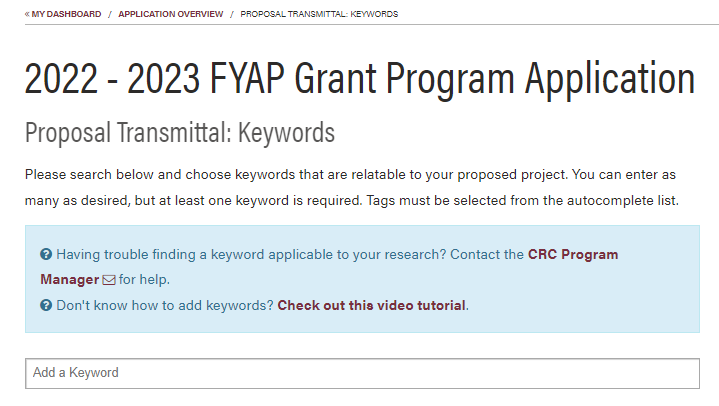 « MY DASHBOARD / APPLICATION OVERVIEW / PROPOSAL TRANSMITTAL: KEYWORDS
2022 - 2023 FYAP Grant Program Application
Proposal Transmittal: Keywords
Please search below and choose keywords that are relatable to your proposed project. You can enter as
many as desired, but at least one keyword is required. Tags must be selected from the autocomplete list.
Having trouble finding a keyword applicable to your research? Contact the CRC Program
Manager for help.
Don't know how to add keywords? Check out this video tutorial.
Add a Keyword